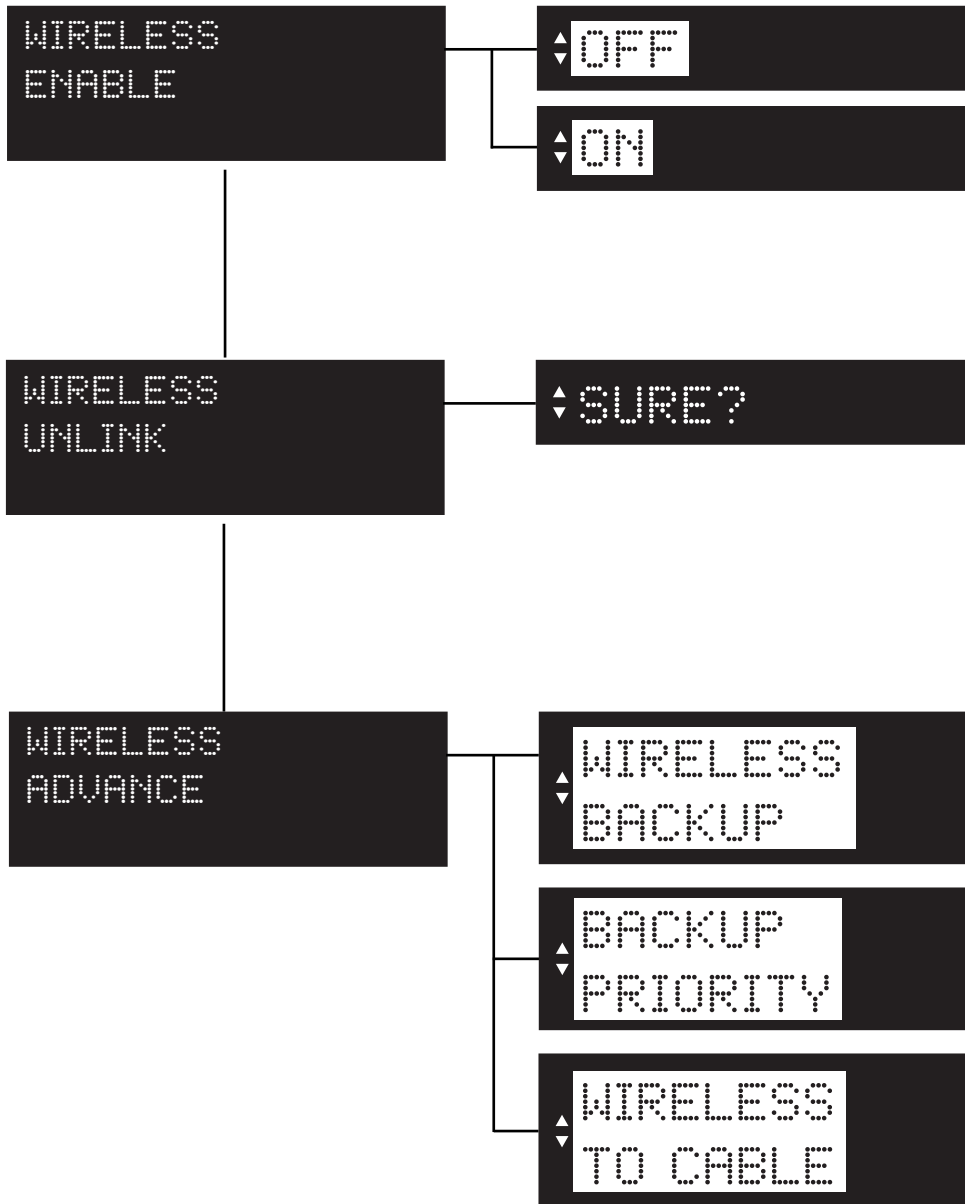 WIRELESS
ENABLE
OFF
ON
WIRELESS
UNLINK
SURE?
WIRELESS
ADVANCE
WIRELESS
BACKUP
BACKUP
PRIORITY
WIRELESS
TO CABLE